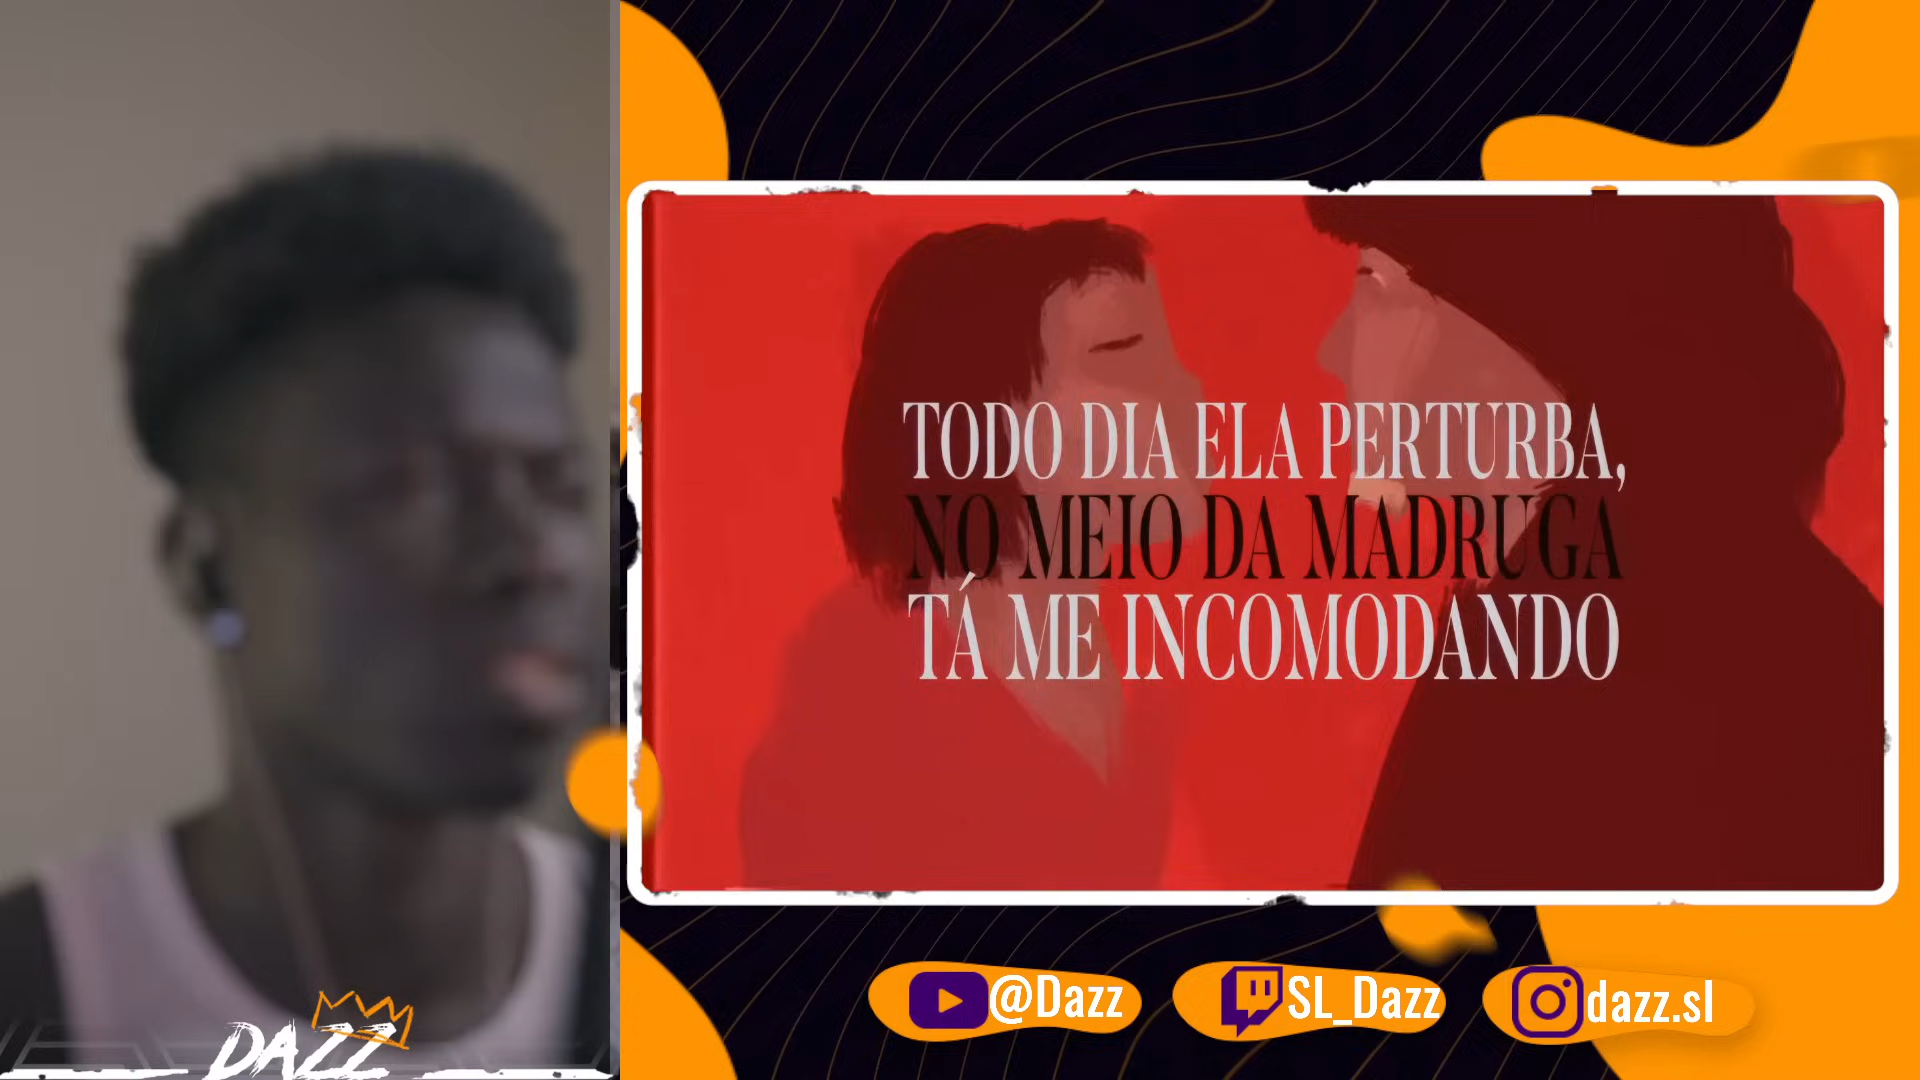 TODO DIA ELA PERTURBA,
NO MEIO DA MADRUGA
TÁ ME INCOMODANDO
DAZZ
@Dazz
SL_Dazz
dazz.sl